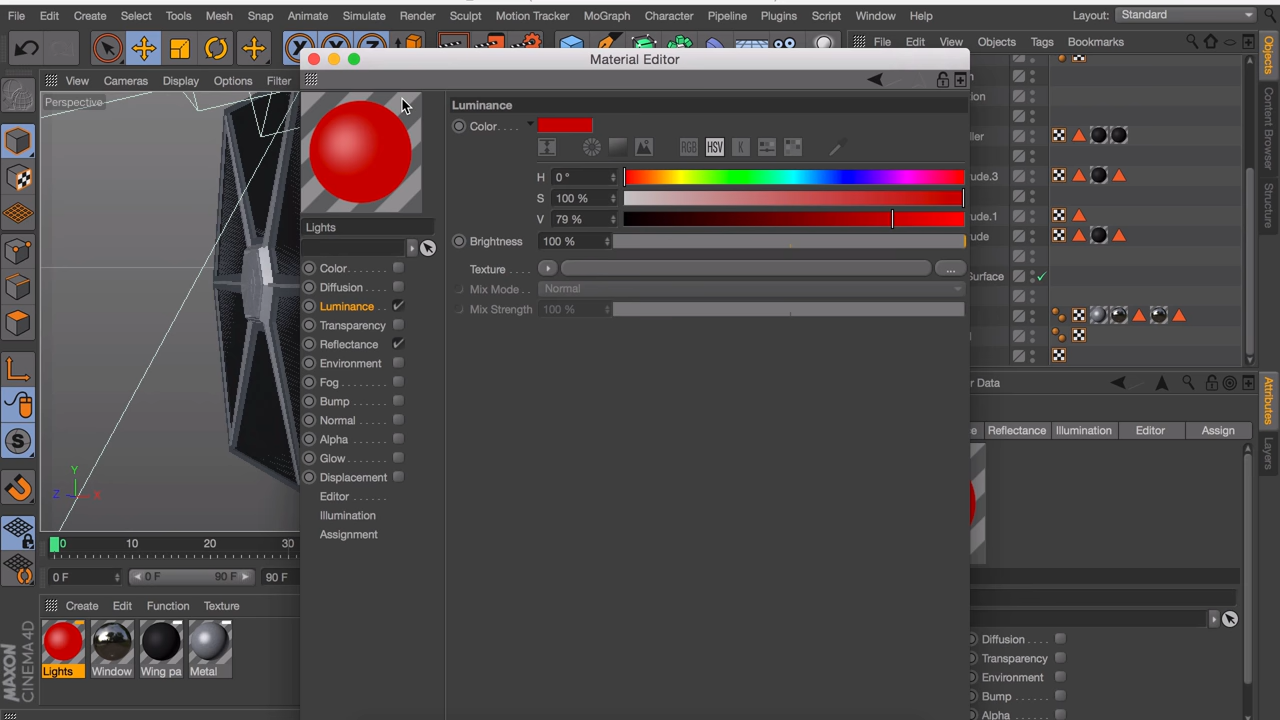 File Edit Create Select Tools Mesh Snap Animate Simulate Render Sculpt Motion Tracker MoGraph Character Pipeline Plugins Script Window Help Layout: Standard
File Edit View Objects Tags Bookmarks
Material Editor
View Cameras Display Options Filter
Perspective
Luminance
Color....
RGB HSV K
H 0 °
S 100 %
V 79 %
Brightness 100 %
Texture .... ...
Mix Mode.. Normal
Mix Strength 100 %
Lights
Color.......
Diffusion....
Luminance..
Transparency
Reflectance
Environment
Fog........
Bump......
Normal.....
Alpha......
Glow......
Displacement
Editor ......
Illumination
Assignment
ion
ller
ude.3
ude.1
ude
Surface
Objects
Content Browser
Structure
r Data
e Reflectance Illumination Editor Assign
Attributes
Layers
Diffusion....
Transparency
Environment
Bump......
Alpha......
Y
Z X
0 10 20 30
0 F 0 F 90 F 90 F
Create Edit Function Texture
Lights Window Wing pa Metal
MAXON
CINEMA 4D